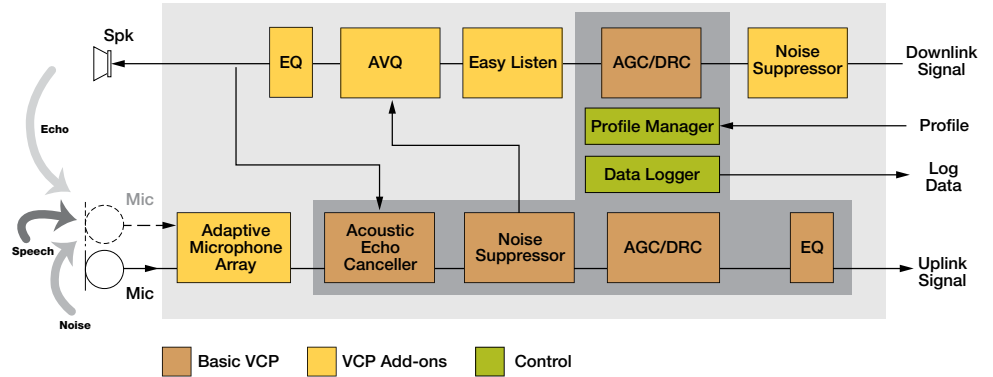 Spk
EQ
AVQ
Easy Listen
AGC/DRC
Noise
Suppressor
Downlink
Signal
Echo
Profile Manager
Profile
Data Logger
Log
Data
Mic
Speech
Adaptive
Microphone
Array
Acoustic
Echo
Canceller
Noise
Suppressor
AGC/DRC
EQ
Uplink
Signal
Mic
Noise
Basic VCP
VCP Add-ons
Control